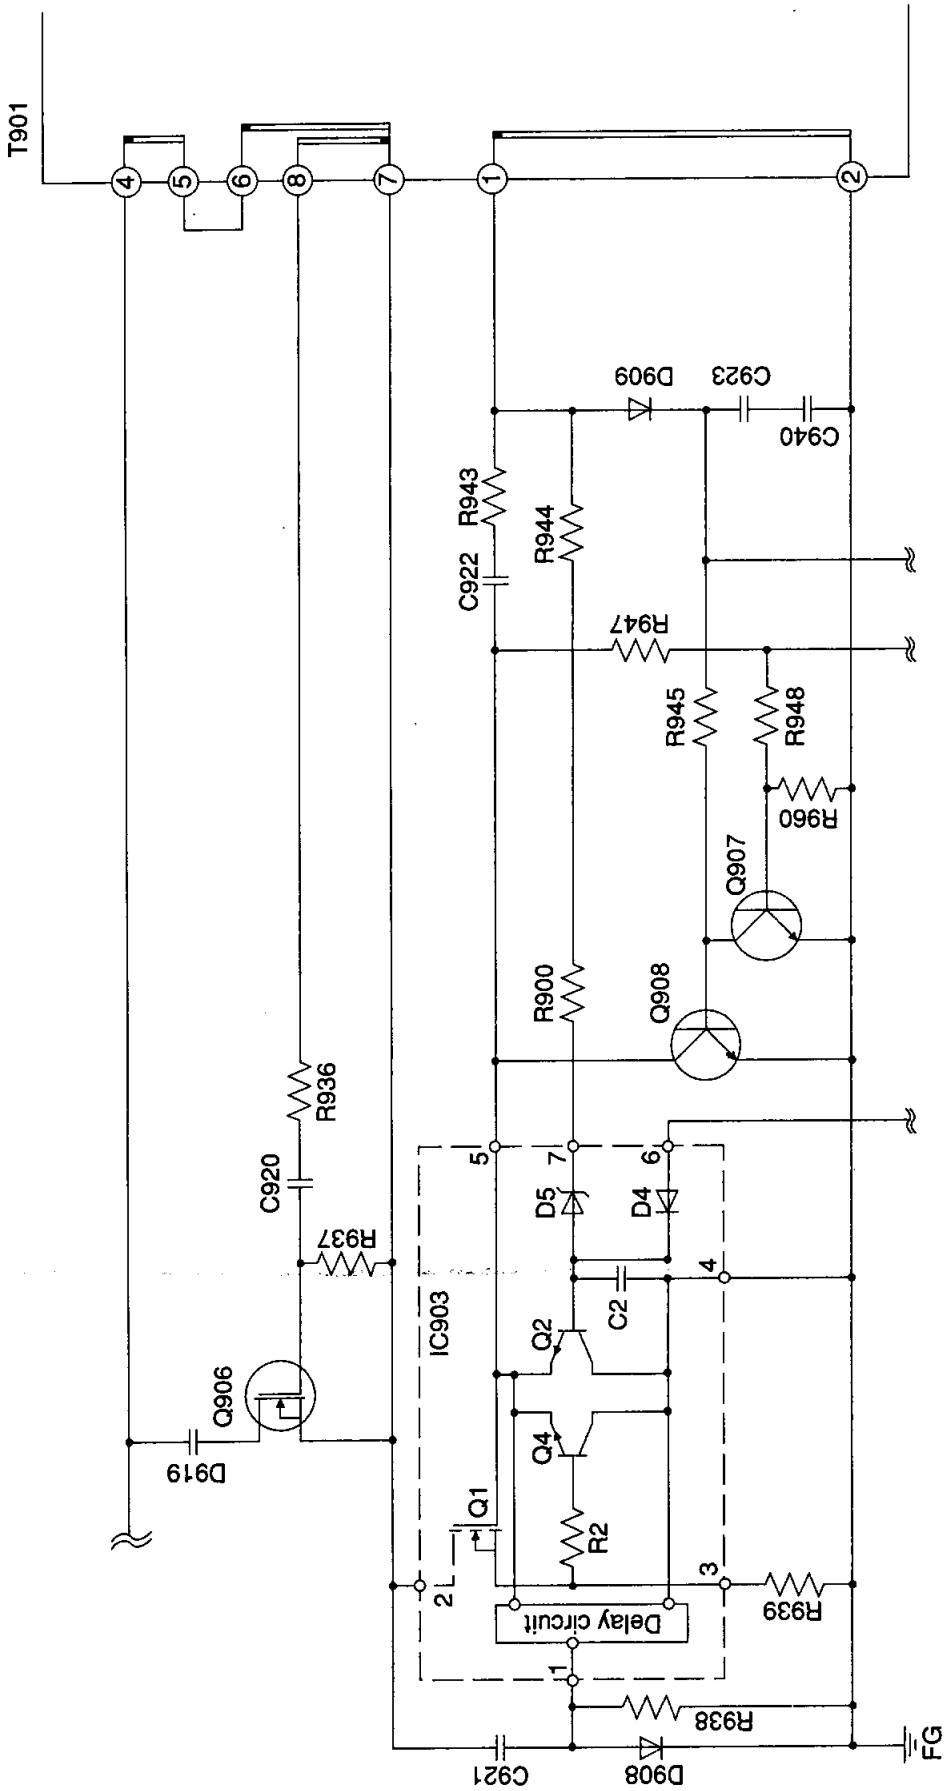 T901
4
5
6
8
7
1
2
D909
C923
C940
R943
R944
C922
R947
R945
R948
R960
Q907
Q908
R900
R936
C920
R937
5
7
6
D5
D4
4
IC903
C2
Q2
Q906
Q4
D919
Q1
R2
3
2
R939
Delay circuit
1
R938
C921
D908
FG